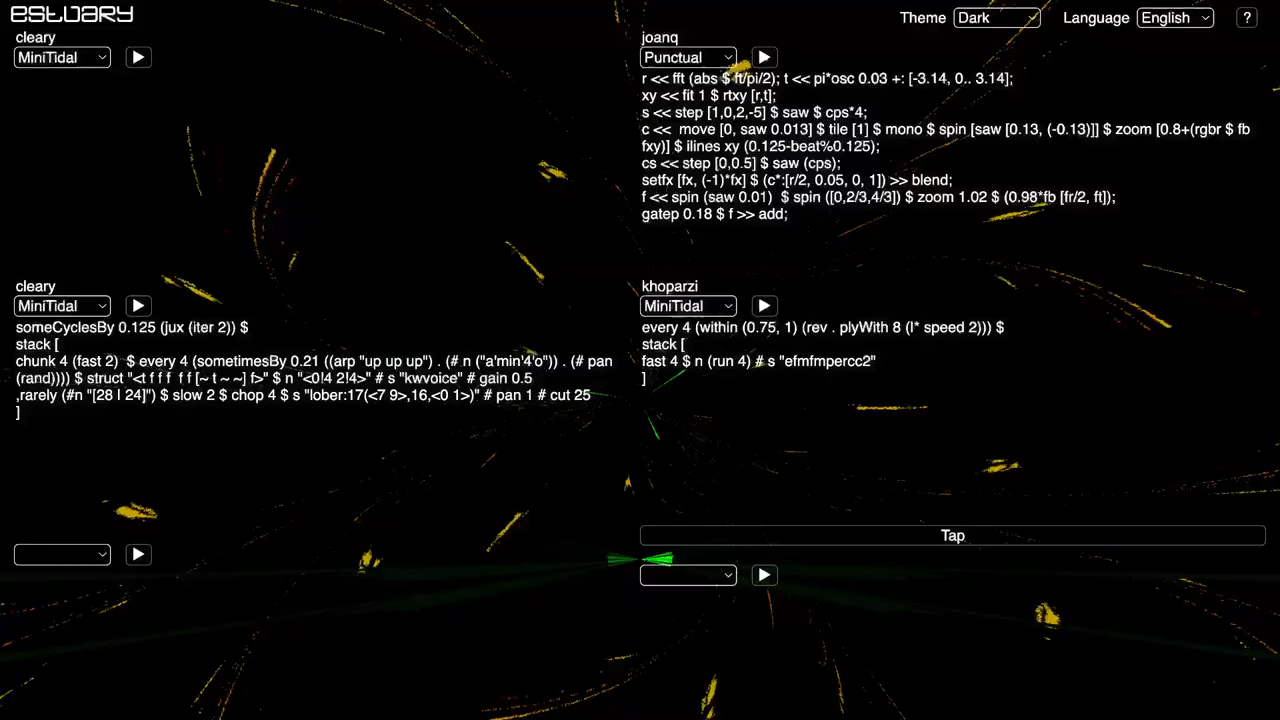 estuary
Theme Dark Language English ?
cleary
MiniTidal
joanq
Punctual
r << fft (abs $ ft/pi/2); t << pi*osc 0.03 +: [-3.14, 0.. 3.14];
xy << fit 1 $ rtxy [r,t];
s << step [1,0,2,-5] $ saw $ cps*4;
c << move [0, saw 0.013] $ tile [1] $ mono $ spin [saw [0.13, (-0.13)]] $ zoom [0.8+(rgbr $ fb
fxy)] $ ilines xy (0.125-beat%0.125);
cs << step [0,0.5] $ saw (cps);
setfx [fx, (-1)*fx] $ (c*:[r/2, 0.05, 0, 1]) >> blend;
f << spin (saw 0.01) $ spin ([0,2/3,4/3]) $ zoom 1.02 $ (0.98*fb [fr/2, ft]);
gatep 0.18 $ f >> add;
cleary
MiniTidal
someCyclesBy 0.125 (jux (iter 2)) $
stack [
chunk 4 (fast 2) $ every 4 (sometimesBy 0.21 ((arp "up up up") . (# n ("a'min'4'o")) . (# pan
(rand)))) $ struct "<t f f f f f [~ t ~ ~] f>" $ n "<0!4 2!4>" # s "kwvoice" # gain 0.5
,rarely (#n "[28 | 24]") $ slow 2 $ chop 4 $ s "lober:17(<7 9>,16,<0 1>)" # pan 1 # cut 25
]
khoparzi
MiniTidal
every 4 (within (0.75, 1) (rev . plyWith 8 (|* speed 2))) $
stack [
fast 4 $ n (run 4) # s "efmfmpercc2"
]
Tap